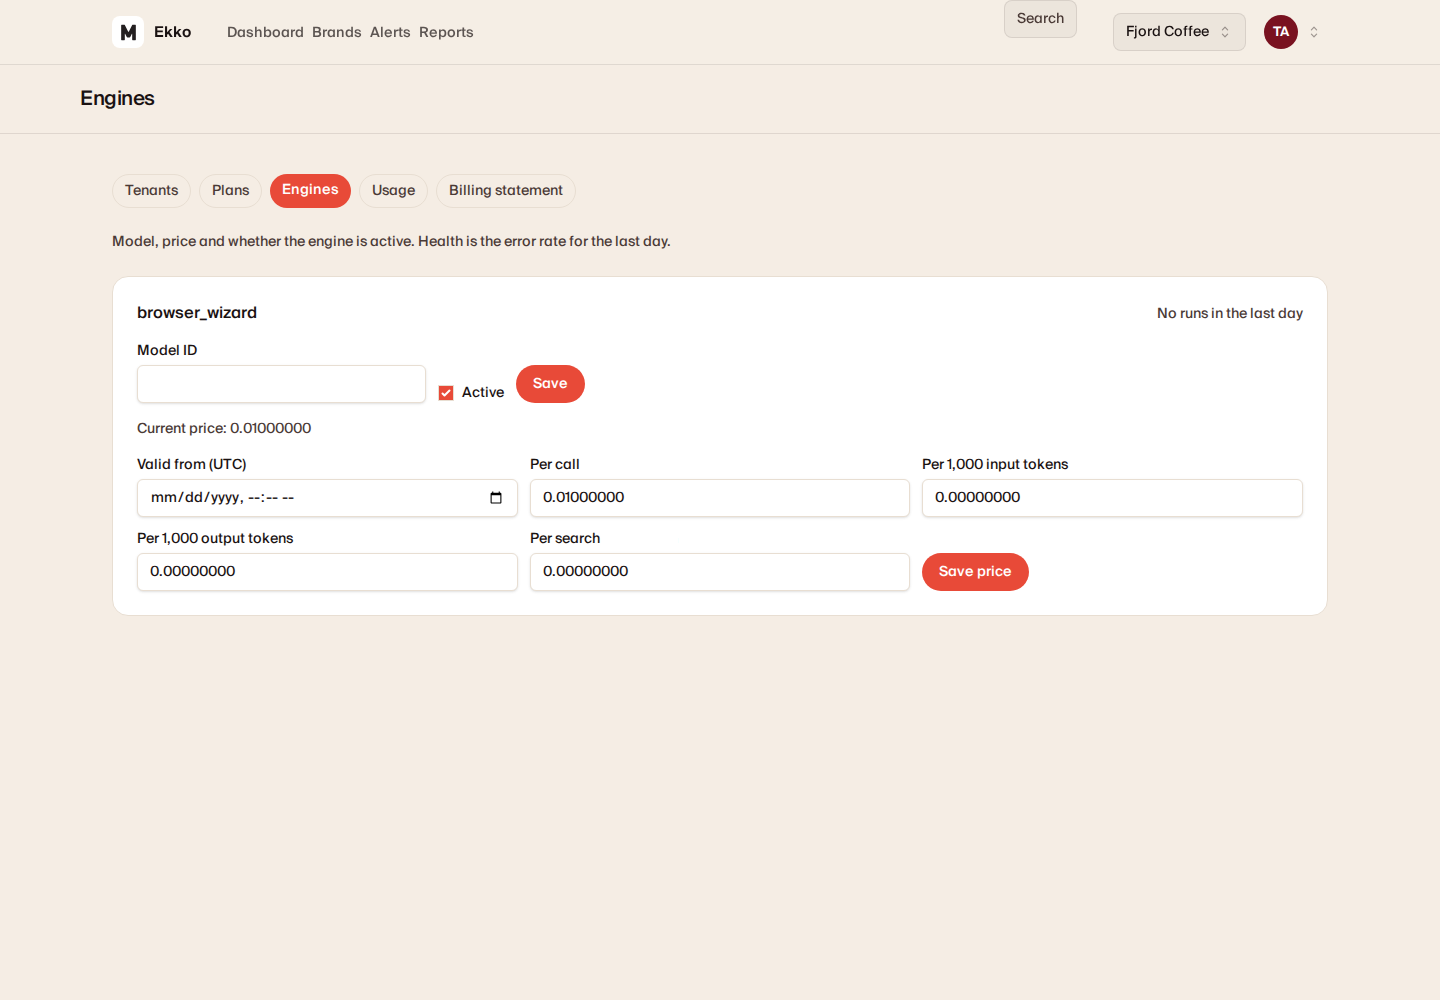 M Ekko Dashboard Brands Alerts Reports Search Fjord Coffee TA
Engines
Tenants Plans Engines Usage Billing statement
Model, price and whether the engine is active. Health is the error rate for the last day.
browser_wizard No runs in the last day
Model ID
Active Save
Current price: 0.01000000
Valid from (UTC) Per call Per 1,000 input tokens
mm/dd/yyyy, --:-- -- 0.01000000 0.00000000
Per 1,000 output tokens Per search
0.00000000 0.00000000 Save price